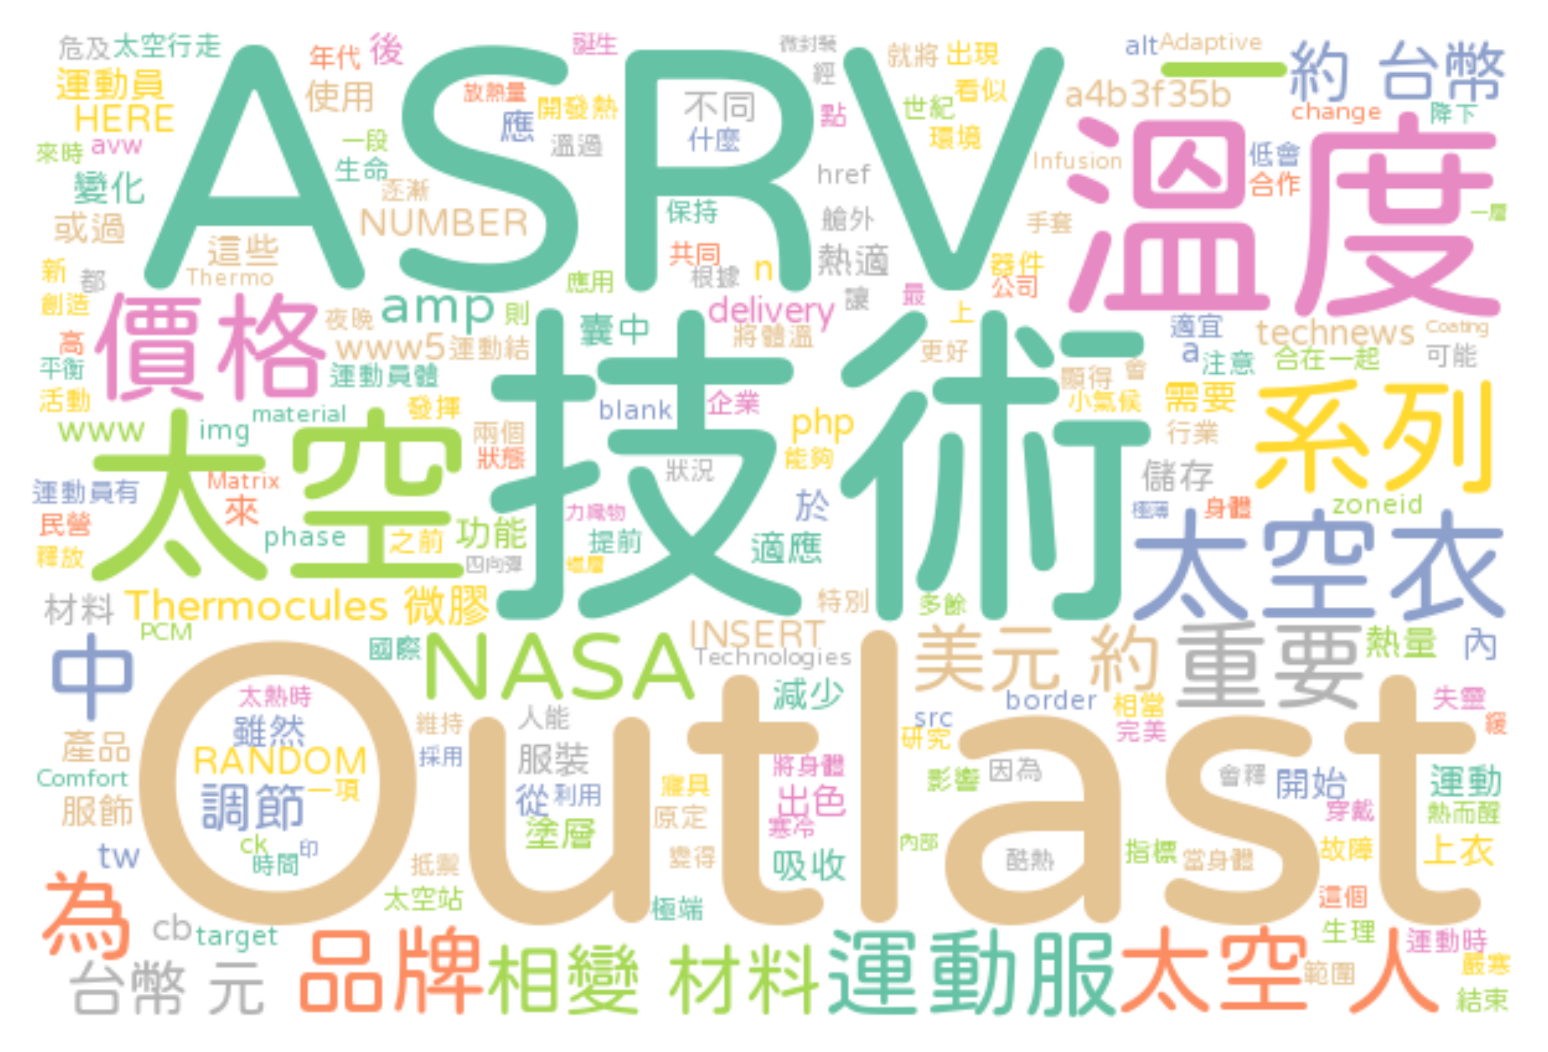 危及 太空行走 年代 後 誕生 微封裝 就將 出現 alt Adaptive 一 約 台幣
運動員 使用 放熱量 開發熱 不同 經 世紀 看似 a4b3f35b change 降下
HERE 應 什麼 點 環境
ASRV
來時 avw 一段 溫過 Infusion 低會
變化 生命 逐漸 href 合作
溫度
或過 NUMBER 保持 艙外 手套 一層
新 都 這些 Thermo 共同 根據 n 熱適 器件 公司
創造 amp 則 應用 delivery 讓 最 上
價格
高 夜晚 www5 運動結 囊中 將體溫 更好 適宜 technews Coating
平衡 運動員體 a 注意 合在一起 可能
活動 material 發揮 blank 企業 顯得 會 小氣候 需要
技術
www img 兩個 php 行業 系列
太空
狀態 狀況 能夠 儲存
運動員有 Matrix 力織物 於 極薄 身體 zoneid
民營 來 phase 之前 功能 提前 適應 太空衣
釋放 四向彈 還層
材料 Thermocules 微膠 特別 多餘
PCM 國際 NASA INSERT 美元 約 重要 熱量 內
中 Technologies
太熱時 減少 border 相當 失靈
雖然 維持 人能 src 完美 緩
Outlast
產品 RANDOM 採用 服裝 將身體 研究
Comfort 一項 寢具 影響 因為 會釋 開始 運動
服飾 調節 從 利用 原定 出色 穿戴 熱而醒
ck 印 塗層 寒冷 內部
tw 時間 抵禦 變得 吸收 酷熱 指標 當身體 故障 上衣
為 太空站 極端 這個
cb target 生理 運動時
台幣 元 品牌 相變 材料 運動服 太空 人 範圍 嚴寒
結束